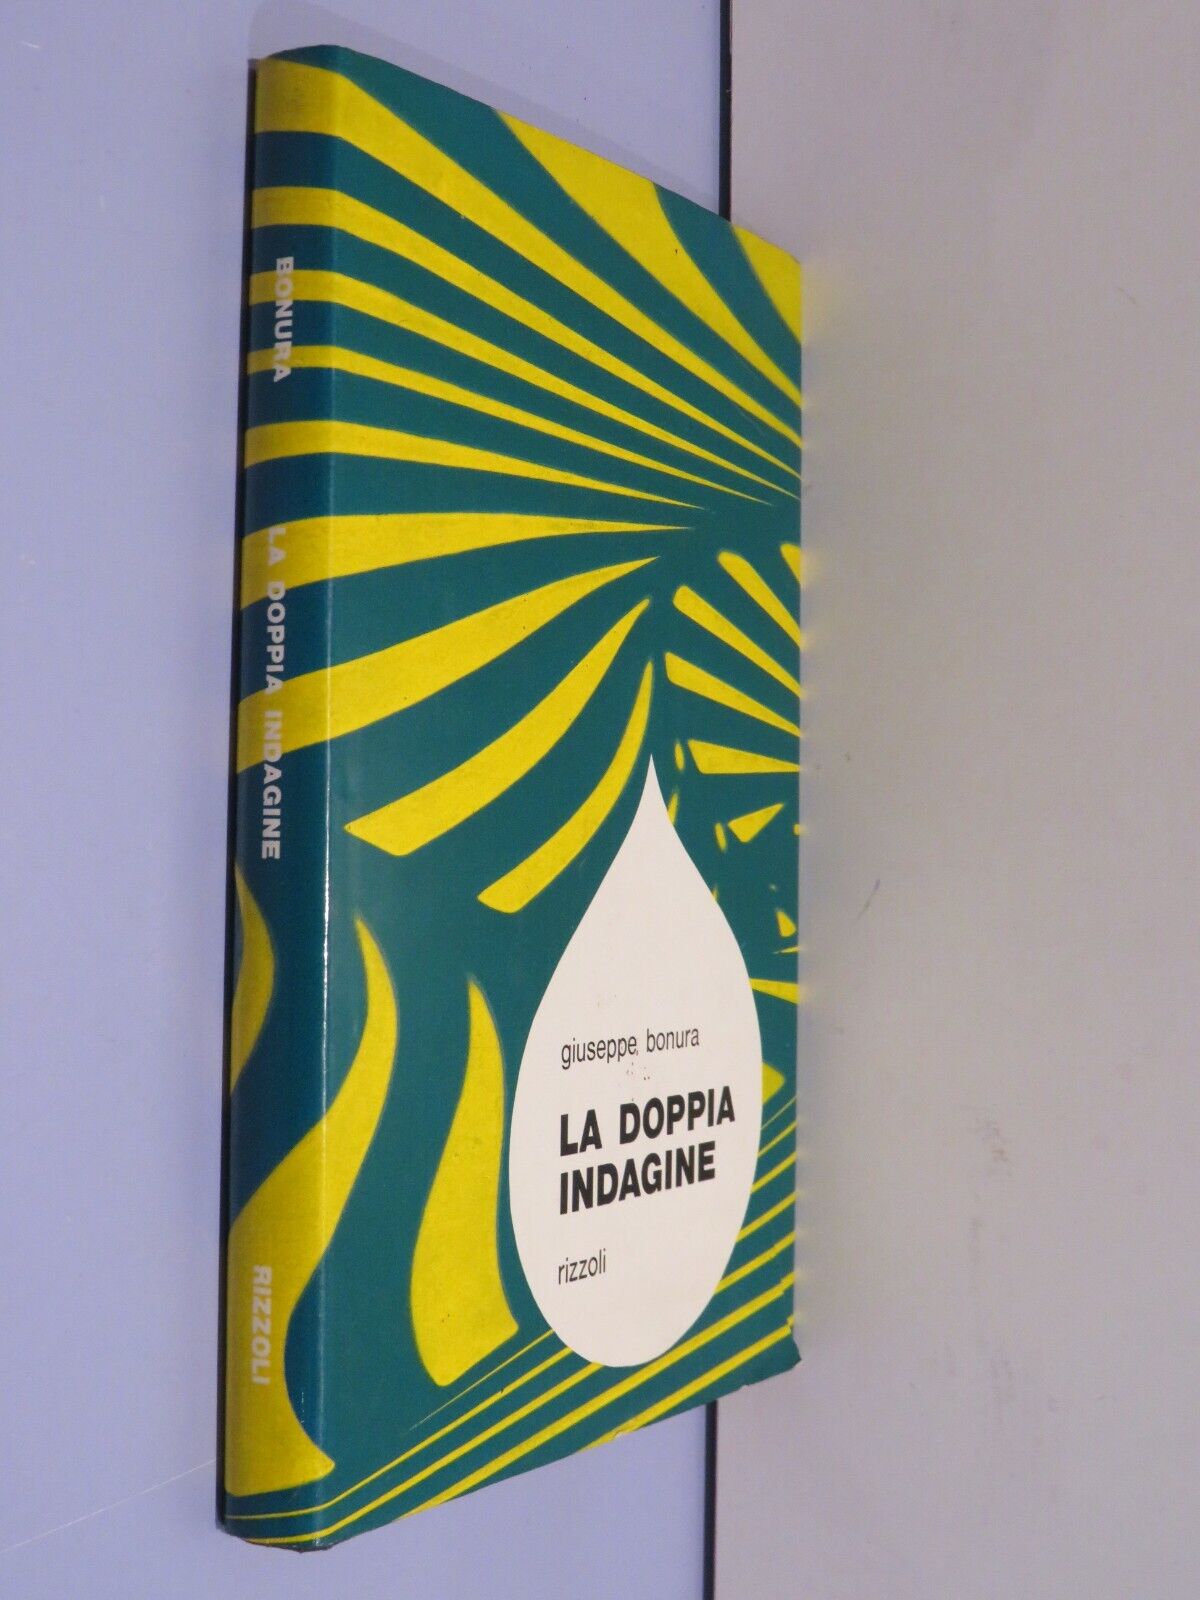 BONURA
LA DOPPIA INDAGINE
RIZZOLI
giuseppe bonura
LA DOPPIA
INDAGINE
rizzoli